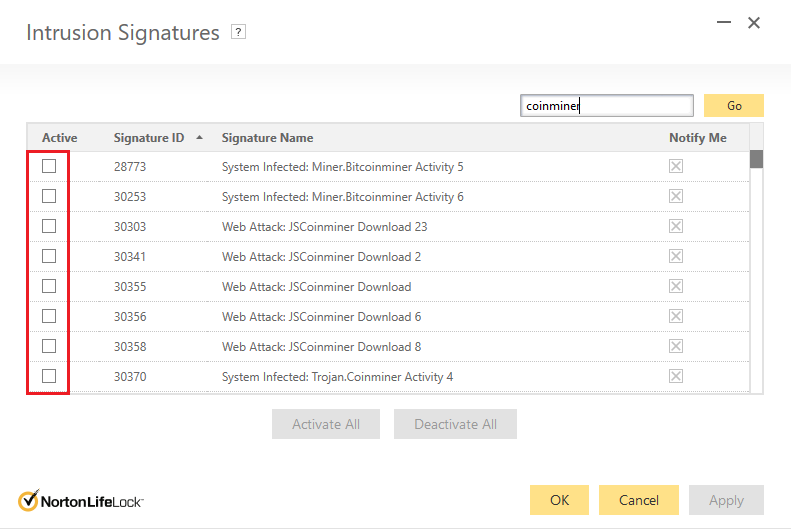 Intrusion Signatures ?
coinminer Go
Active Signature ID Signature Name Notify Me
28773 System Infected: Miner.Bitcoinminer Activity 5
30253 System Infected: Miner.Bitcoinminer Activity 6
30303 Web Attack: JSCoinminer Download 23
30341 Web Attack: JSCoinminer Download 2
30355 Web Attack: JSCoinminer Download
30356 Web Attack: JSCoinminer Download 6
30358 Web Attack: JSCoinminer Download 8
30370 System Infected: Trojan.Coinminer Activity 4
Activate All Deactivate All
NortonLifeLock OK Cancel Apply